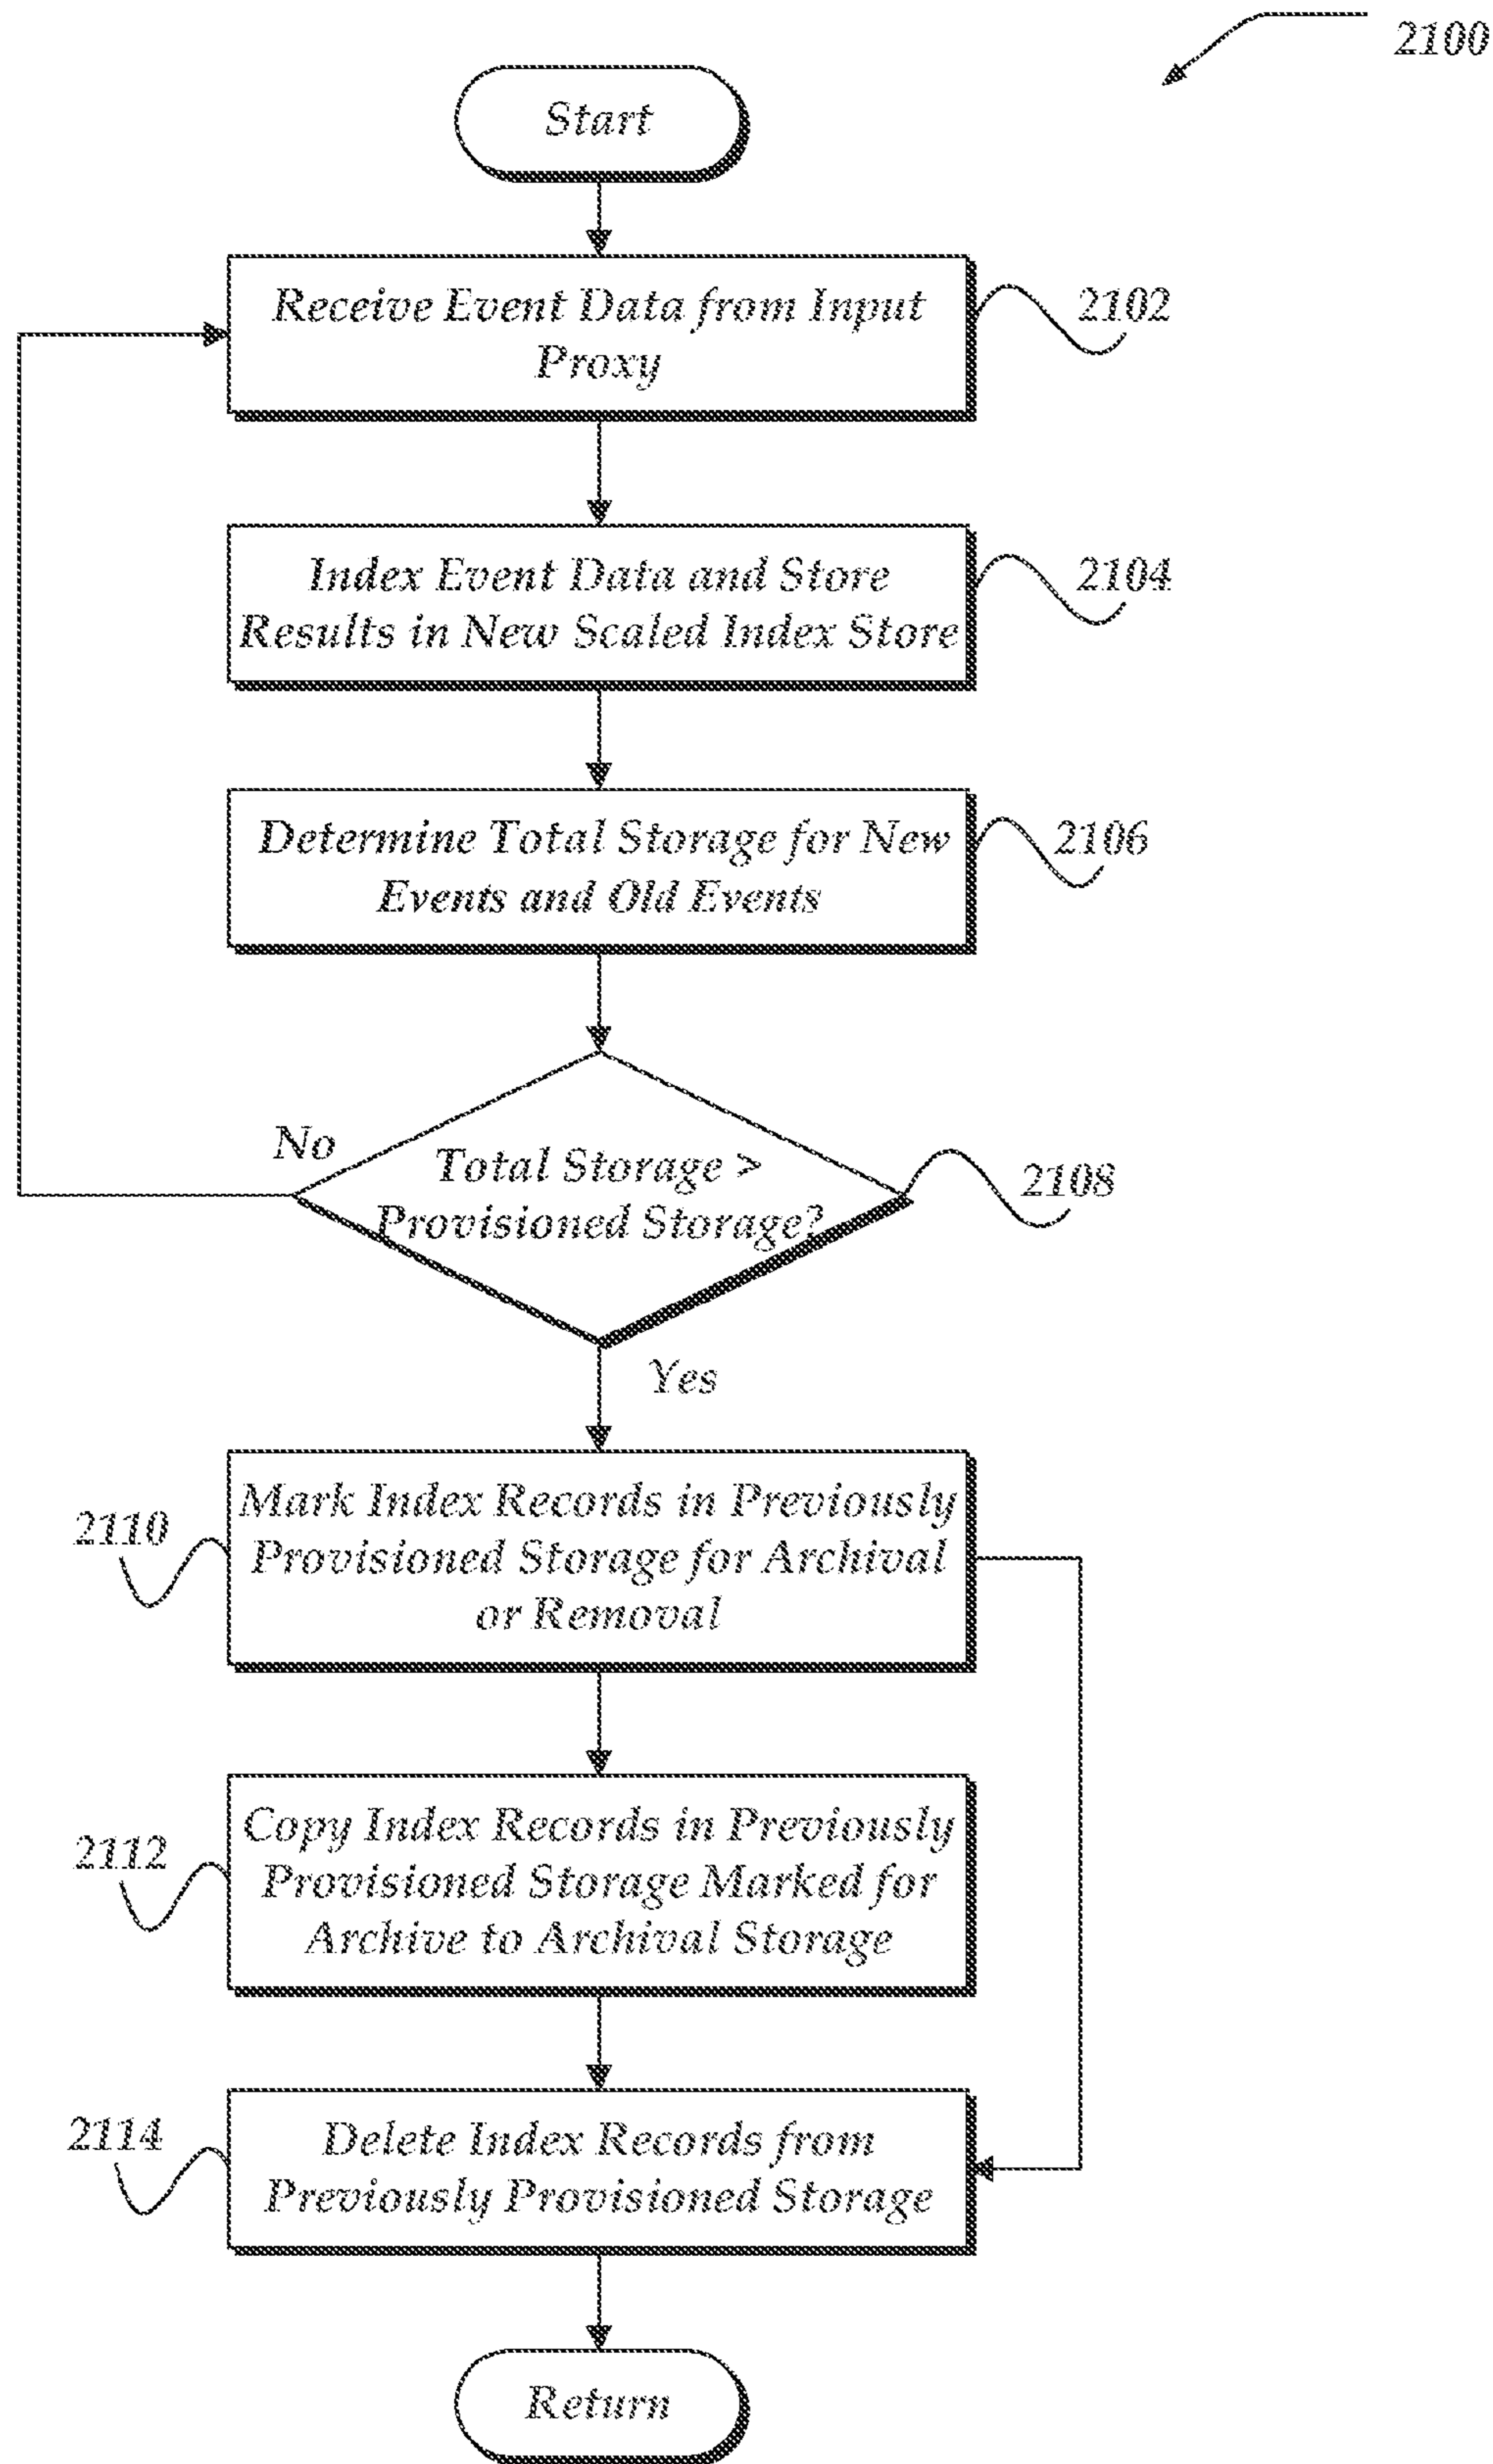 2100
Start
Receive Event Data from Input
Proxy
2102
Index Event Data and Store
Results in New Scaled Index Store
2104
Determine Total Storage for New
Events and Old Events
2106
No
Total Storage >
Provisioned Storage?
2108
Yes
Mark Index Records in Previously
Provisioned Storage for Archival
or Removal
2110
Copy Index Records in Previously
Provisioned Storage Marked for
Archive to Archival Storage
2112
Delete Index Records from
Previously Provisioned Storage
2114
Return